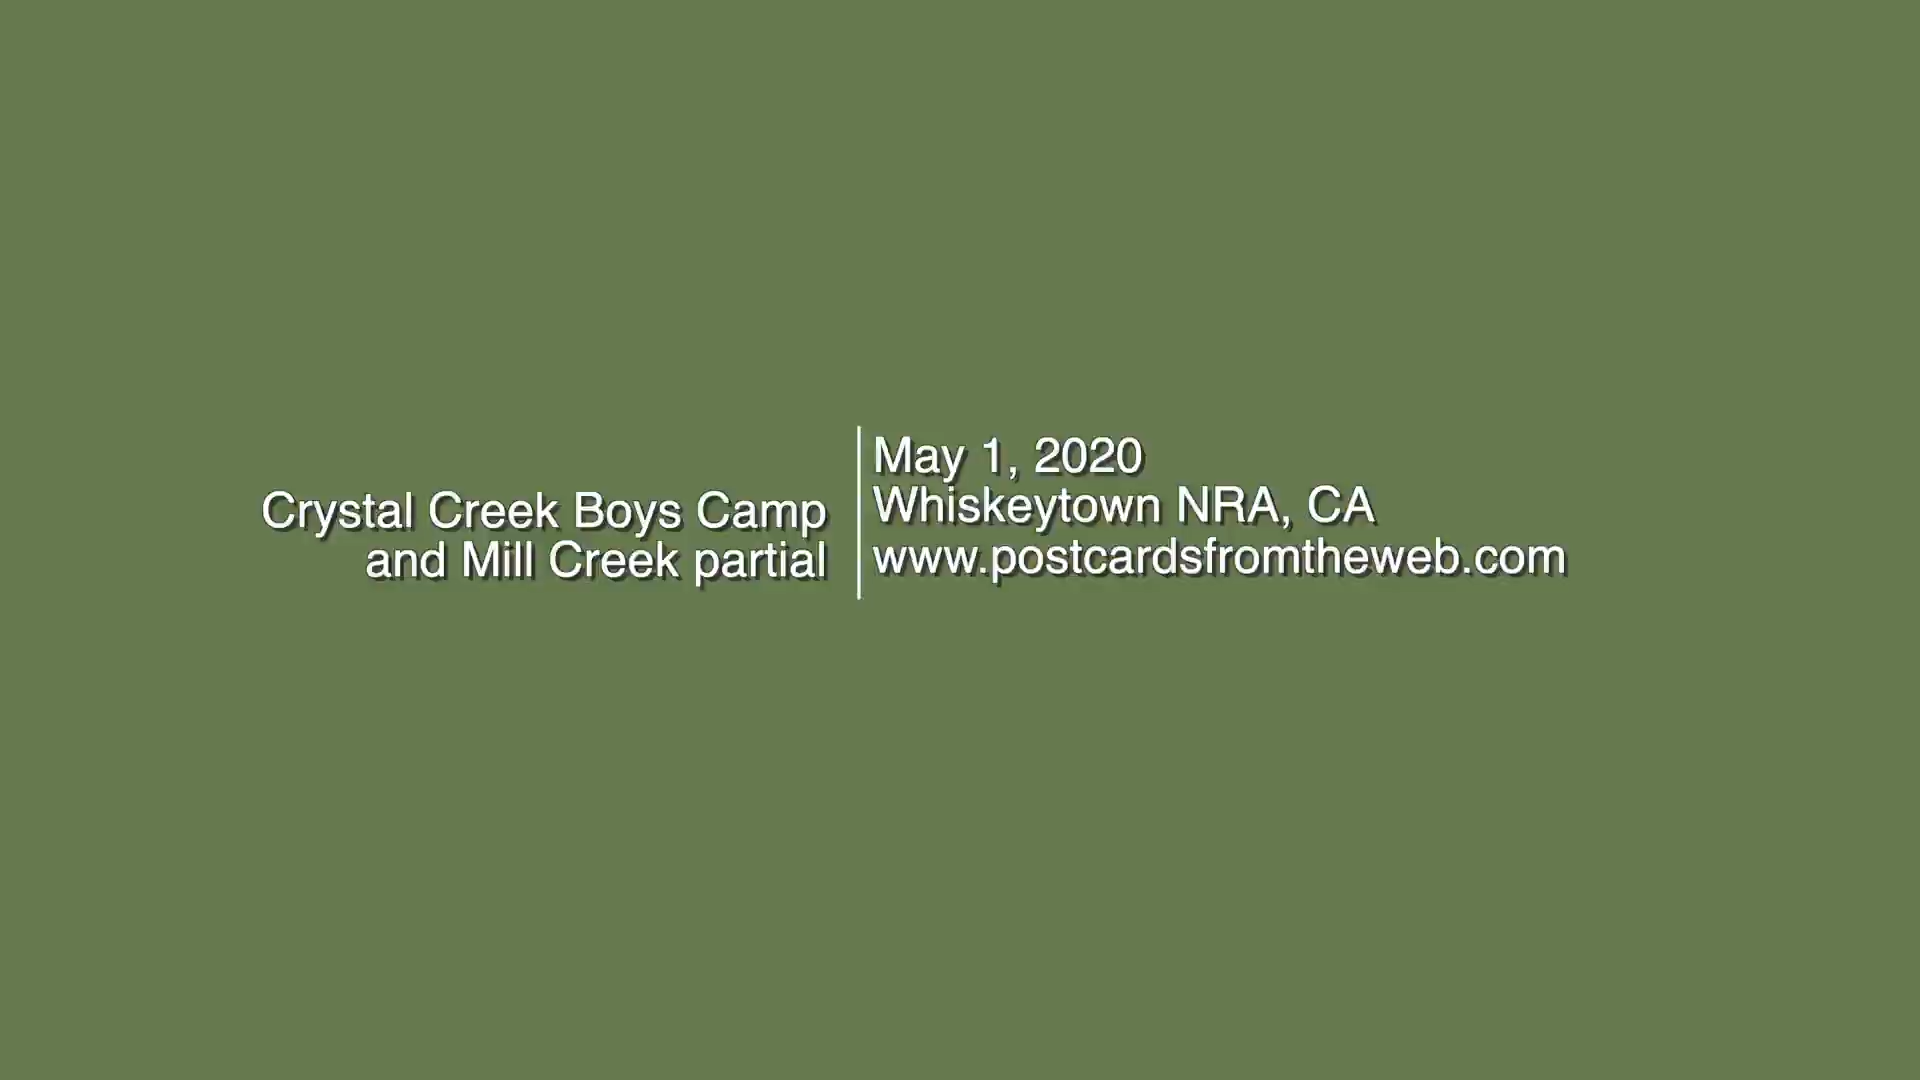 Crystal Creek Boys Camp
and Mill Creek partial
May 1, 2020
Whiskeytown NRA, CA
www.postcardsfromtheweb.com